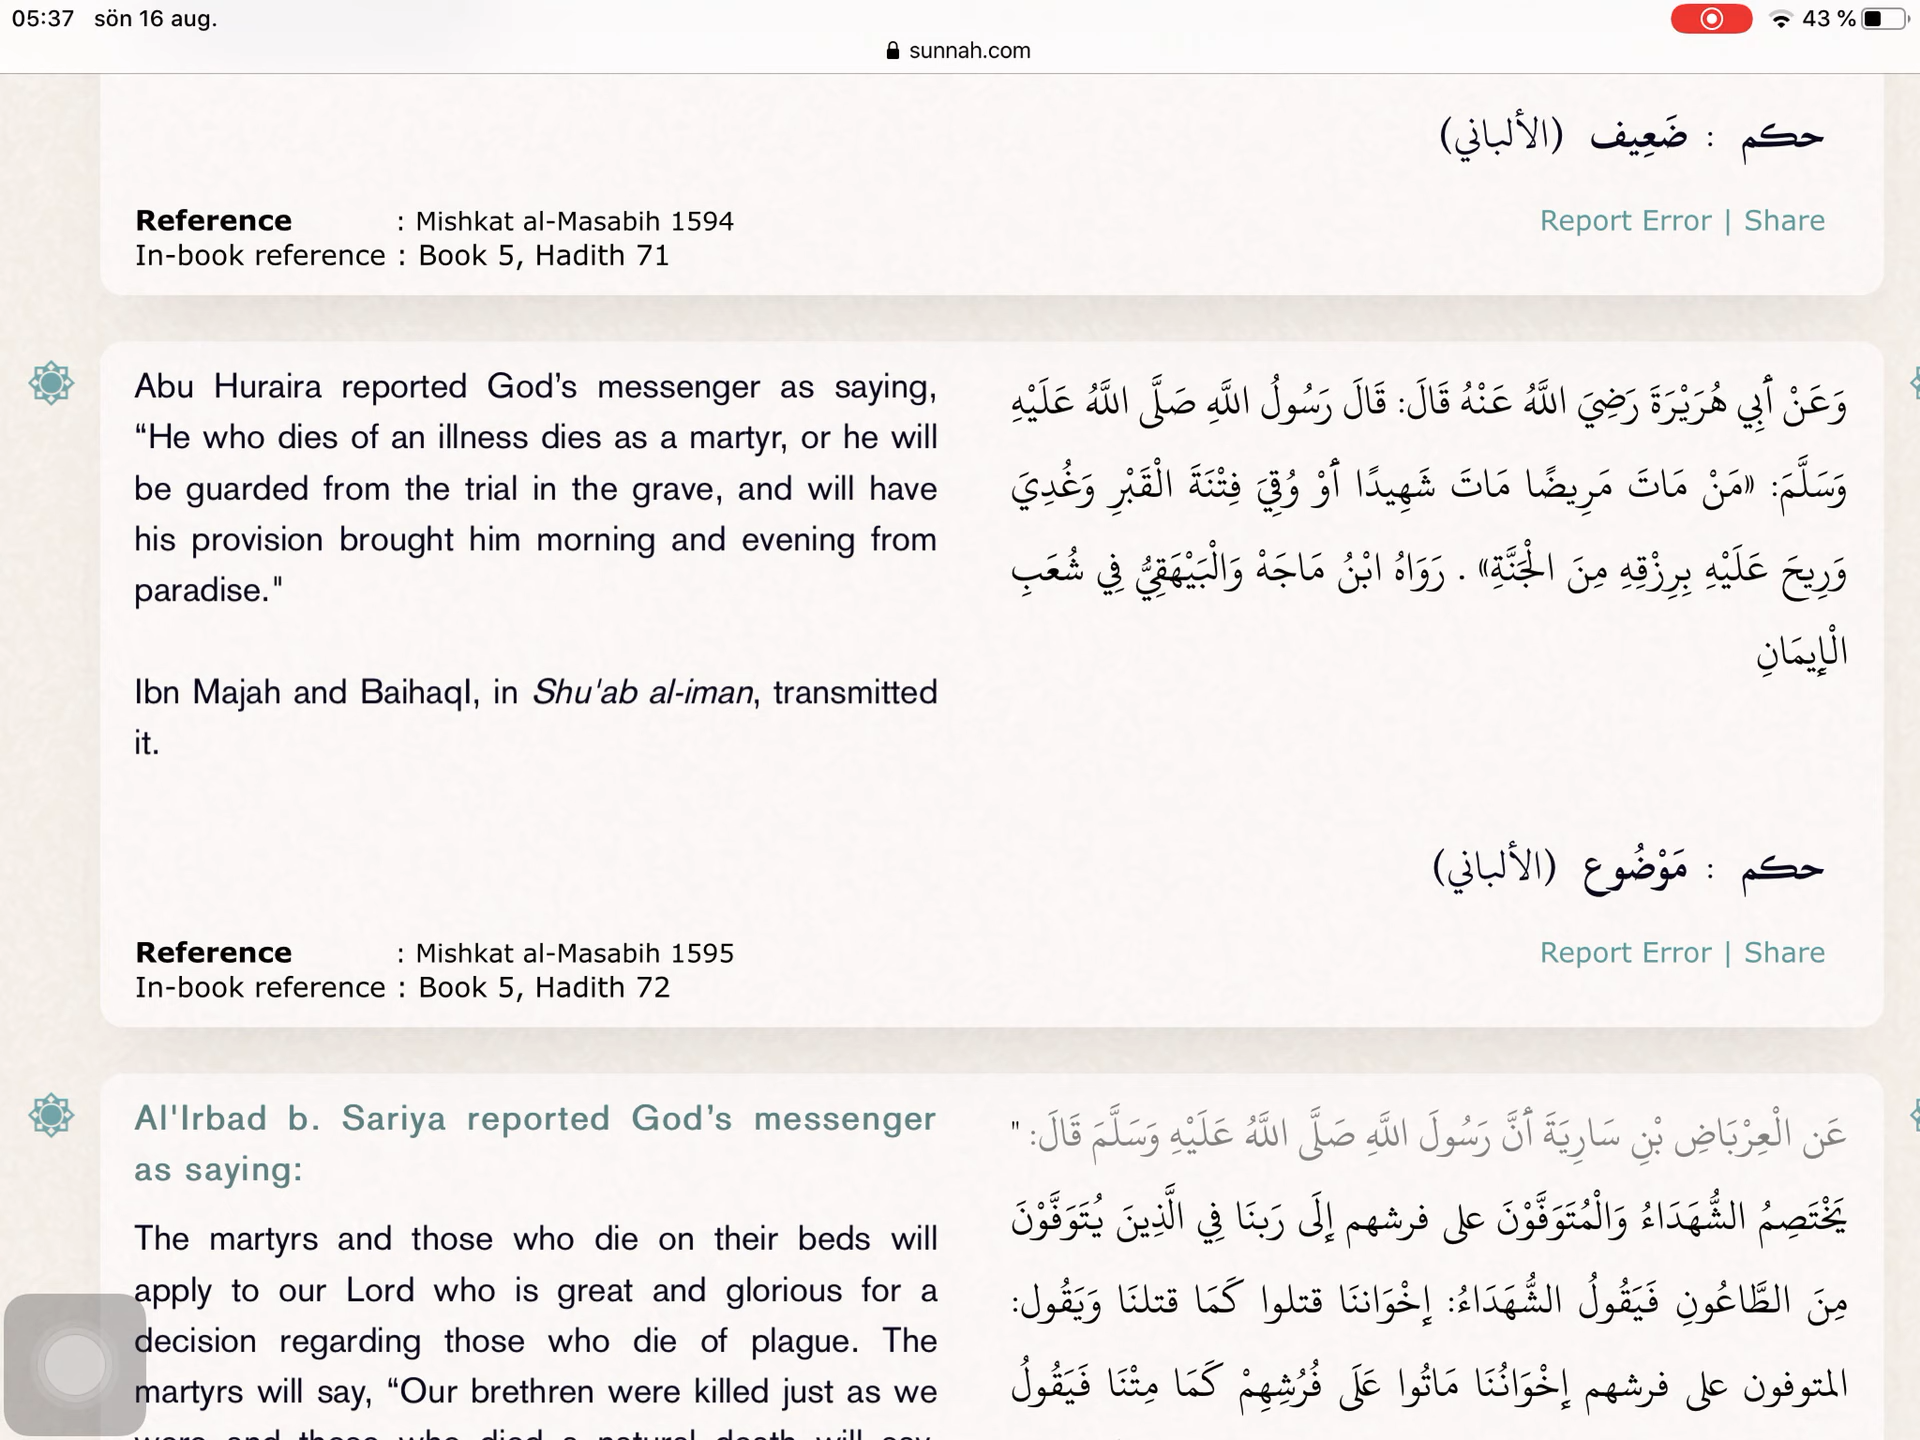 05:37 sön 16 aug.
43 %
sunnah.com
حكم : ضَعِيف (الألباني)
Reference : Mishkat al-Masabih 1594
Report Error | Share
In-book reference : Book 5, Hadith 71
Abu Huraira reported God's messenger as saying,
“He who dies of an illness dies as a martyr, or he will
be guarded from the trial in the grave, and will have
his provision brought him morning and evening from
paradise."
Ibn Majah and BaihaqI, in Shu'ab al-iman, transmitted
it.
وَعَنْ أَبِي هُرَيْرَةَ رَضِيَ اللَّهُ عَنْهُ قَالَ: قَالَ رَسُولُ اللَّهِ صَلَّى اللَّهُ عَلَيْهِ
وَسَلَّمَ: «مَنْ مَاتَ مَرِيضًا مَاتَ شَهِيدًا أَوْ وُقِيَ فِتْنَةَ الْقَبْرِ وَغُدِيَ
وَرِيحَ عَلَيْهِ بِرِزْقِهِ مِنَ الْجَنَّةِ» . رَوَاهُ ابْنُ مَاجَهْ وَالْبَيْهَقِيُّ فِي شُعَبِ
الْإِيمَانِ
حكم : مَوْضُوع (الألباني)
Reference : Mishkat al-Masabih 1595
Report Error | Share
In-book reference : Book 5, Hadith 72
Al'Irbad b. Sariya reported God's messenger
as saying:
The martyrs and those who die on their beds will
apply to our Lord who is great and glorious for a
decision regarding those who die of plague. The
martyrs will say, “Our brethren were killed just as we
were and those who died a natural death will say,
عَن الْعِرْبَاضِ بْنِ سَارِيَةَ أَنَّ رَسُولَ اللَّهِ صَلَّى اللَّهُ عَلَيْهِ وَسَلَّمَ قَالَ: "
يَخْتَصِمُ الشُّهَدَاءُ وَالْمُتَوَفَّوْنَ على فرشهم إِلَى رَبنَا فِي الَّذِينَ يُتَوَفَّوْنَ
مِنَ الطَّاعُونِ فَيَقُولُ الشُّهَدَاءُ: إِخْوَاننَا قتلوا كَمَا قتلنَا وَيَقُول:
المتوفون على فرشهم إِخْوَانُنَا مَاتُوا عَلَى فُرُشِهِمْ كَمَا مِتْنَا فَيَقُولُ